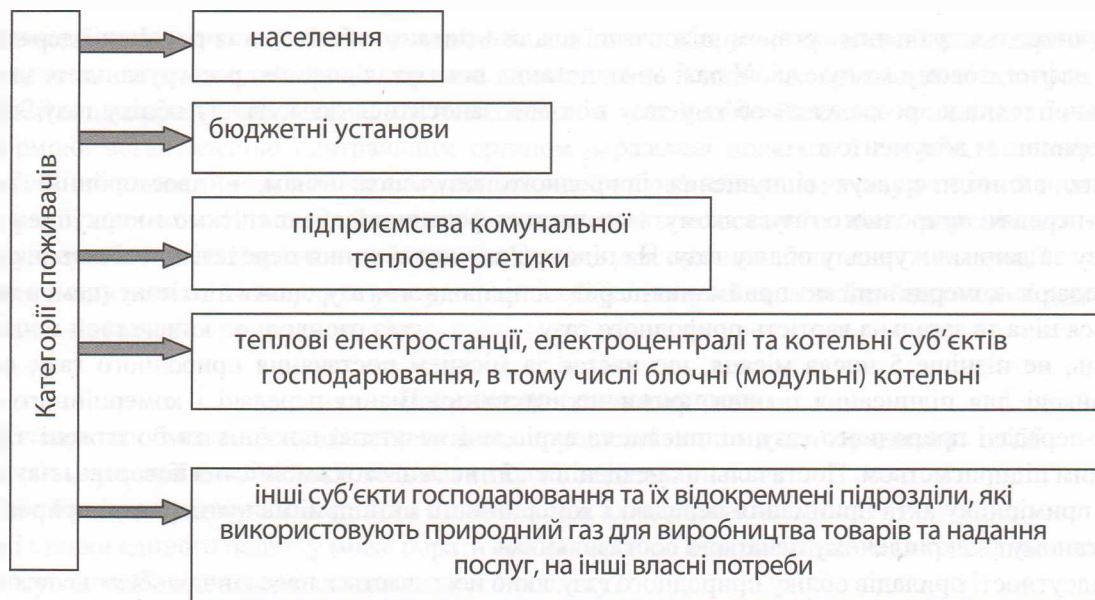 Категорії споживачів
населення
бюджетні установи
підприємства комунальної
теплоенергетики
теплові електростанції, електроцентралі та котельні суб’єктів
господарювання, в тому числі блочні (модульні) котельні
інші суб’єкти господарювання та їх відокремлені підрозділи, які
використовують природний газ для виробництва товарів і надання
послуг, на інші власні потреби